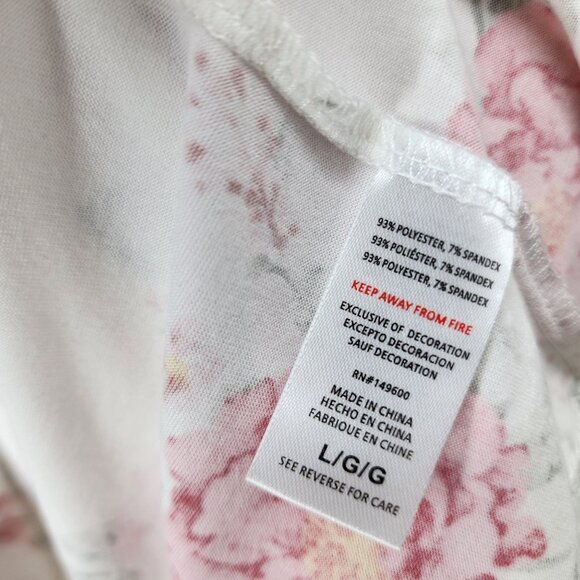 93% POLYESTER, 7% SPANDEX
93% POLIÉSTER, 7% SPANDEX
93% POLYESTER, 7% SPANDEX
KEEP AWAY FROM FIRE
EXCLUSIVE OF DECORATION
EXCEPTO DECORACION
SAUF DECORATION
RN#149600
MADE IN CHINA
HECHO EN CHINA
FABRIQUE EN CHINE
L/G/G
SEE REVERSE FOR CARE